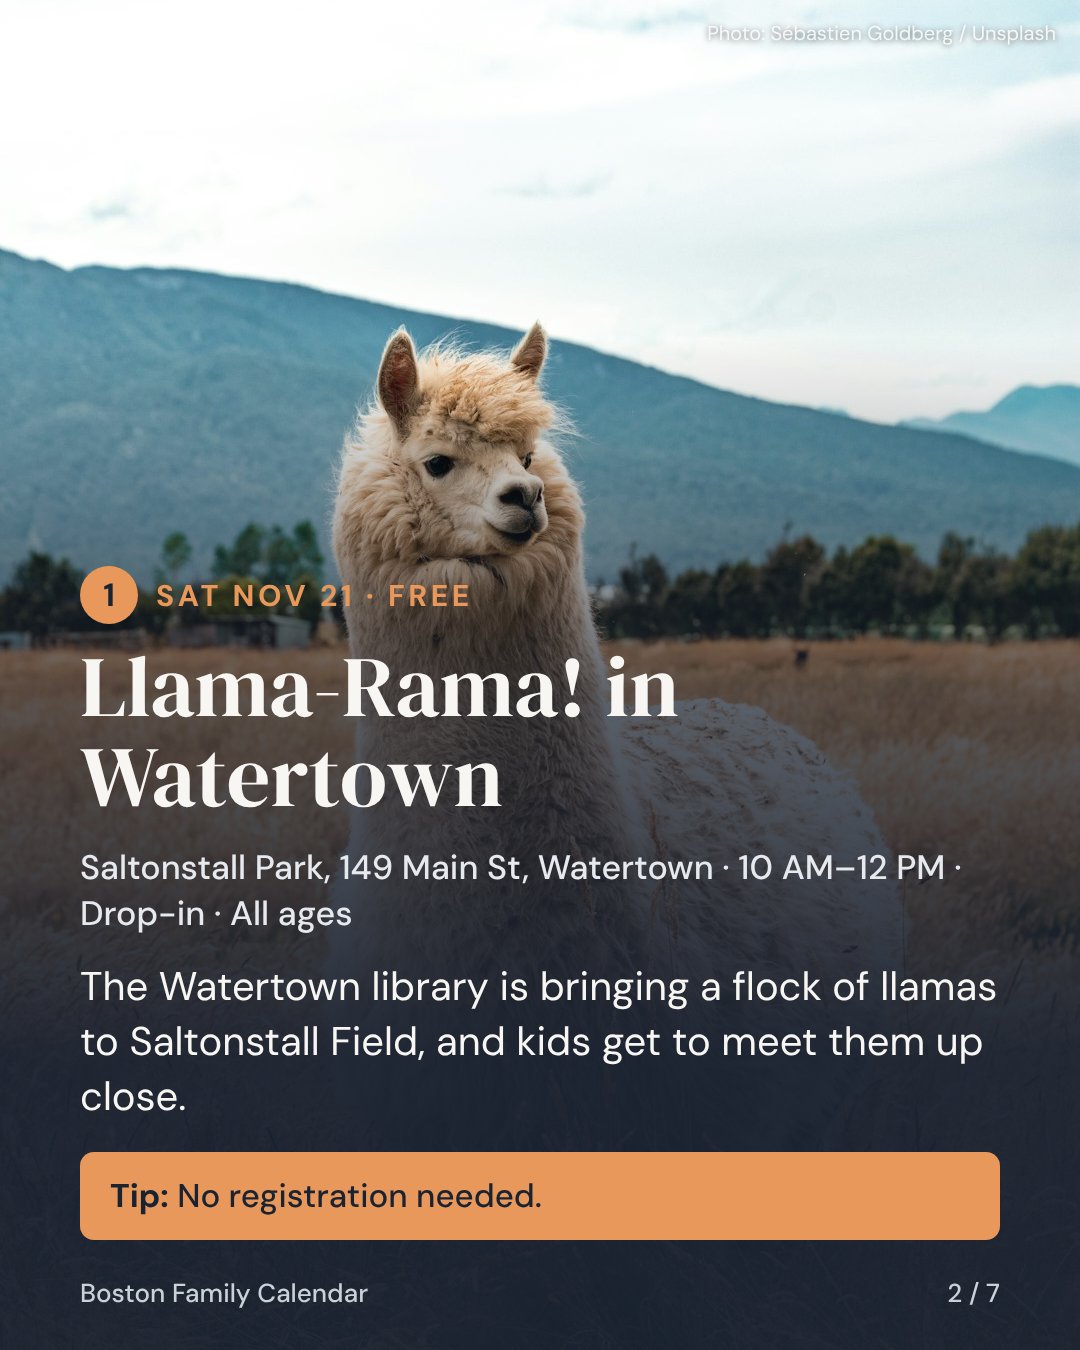 Photo: Sébastien Goldberg / Unsplash
1 SAT NOV 21 · FREE
Llama-Rama! in
Watertown
Saltonstall Park, 149 Main St, Watertown · 10 AM–12 PM ·
Drop-in · All ages
The Watertown library is bringing a flock of llamas
to Saltonstall Field, and kids get to meet them up
close.
Tip: No registration needed.
Boston Family Calendar
2 / 7